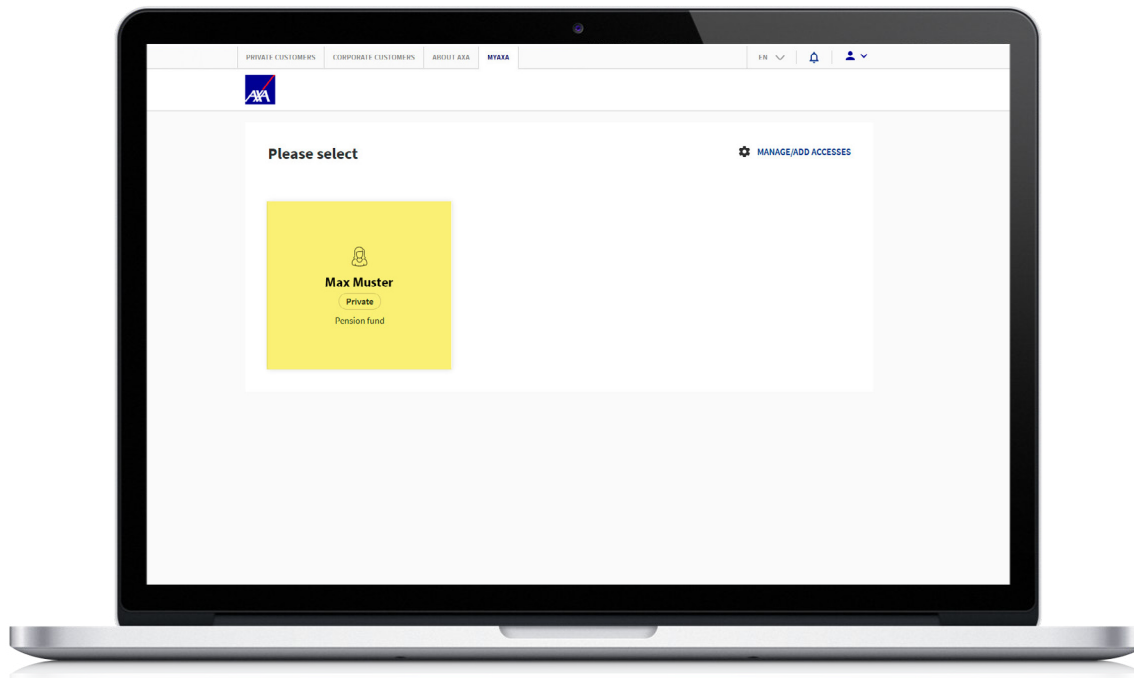 PRIVATE CUSTOMERS CORPORATE CUSTOMERS ABOUT AXA MYAXA EN
AXA
Please select
MANAGE/ADD ACCESSES
Max Muster
Private
Pension fund